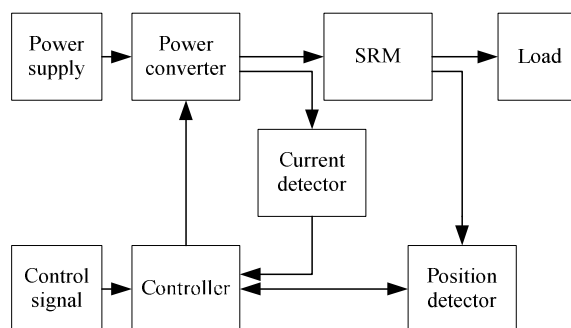 Power
supply
Power
converter
SRM
Load
Current
detector
Control
signal
Controller
Position
detector